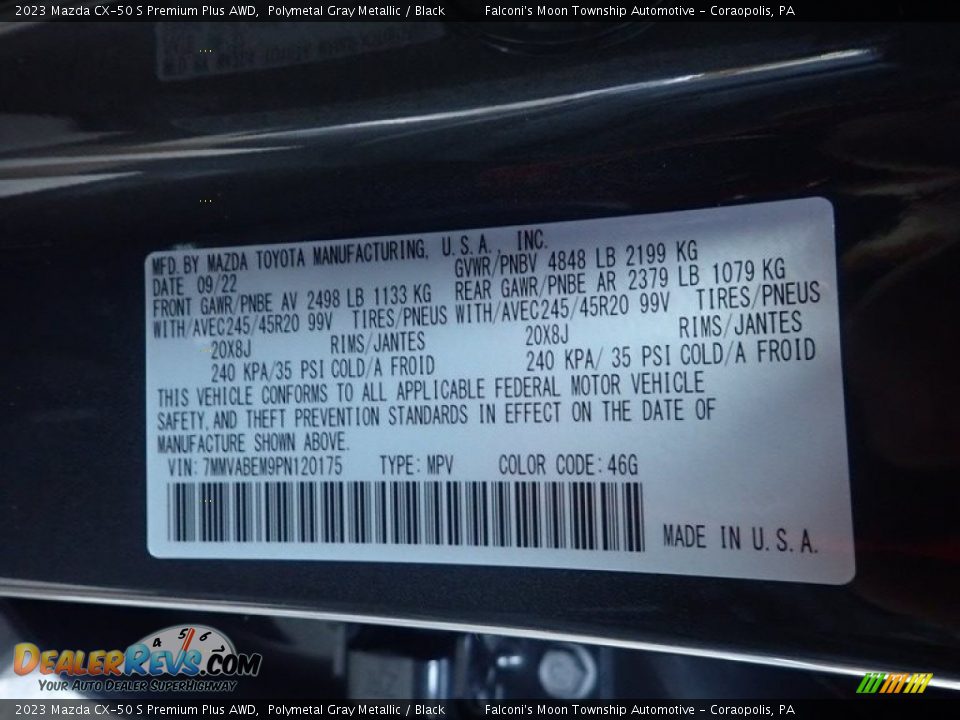 2023 Mazda CX-50 S Premium Plus AWD,  Polymetal Gray Metallic / Black  Falconi's Moon Township Automotive - Coraopolis, PA
MFD. BY MAZDA TOYOTA MANUFACTURING, U.S.A., INC.
DATE 09/22  GVWR/PNBV 4848 LB 2199 KG
FRONT GAWR/PNBE AV 2498 LB 1133 KG  REAR GAWR/PNBE AR 2379 LB 1079 KG
WITH/AVEC245/45R20 99V  TIRES/PNEUS WITH/AVEC245/45R20 99V  TIRES/PNEUS
20X8J  RIMS/JANTES  20X8J  RIMS/JANTES
240 KPA/35 PSI COLD/A FROID  240 KPA/ 35 PSI COLD/A FROID
THIS VEHICLE CONFORMS TO ALL APPLICABLE FEDERAL MOTOR VEHICLE
SAFETY, AND THEFT PREVENTION STANDARDS IN EFFECT ON THE DATE OF
MANUFACTURE SHOWN ABOVE.
VIN: 7MMVABEM9PN120175  TYPE: MPV  COLOR CODE: 46G
MADE IN U.S.A.
4 5 6
DEALERREVS.COM
YOUR AUTO DEALER SUPERHIGHWAY
2023 Mazda CX-50 S Premium Plus AWD,  Polymetal Gray Metallic / Black  Falconi's Moon Township Automotive - Coraopolis, PA